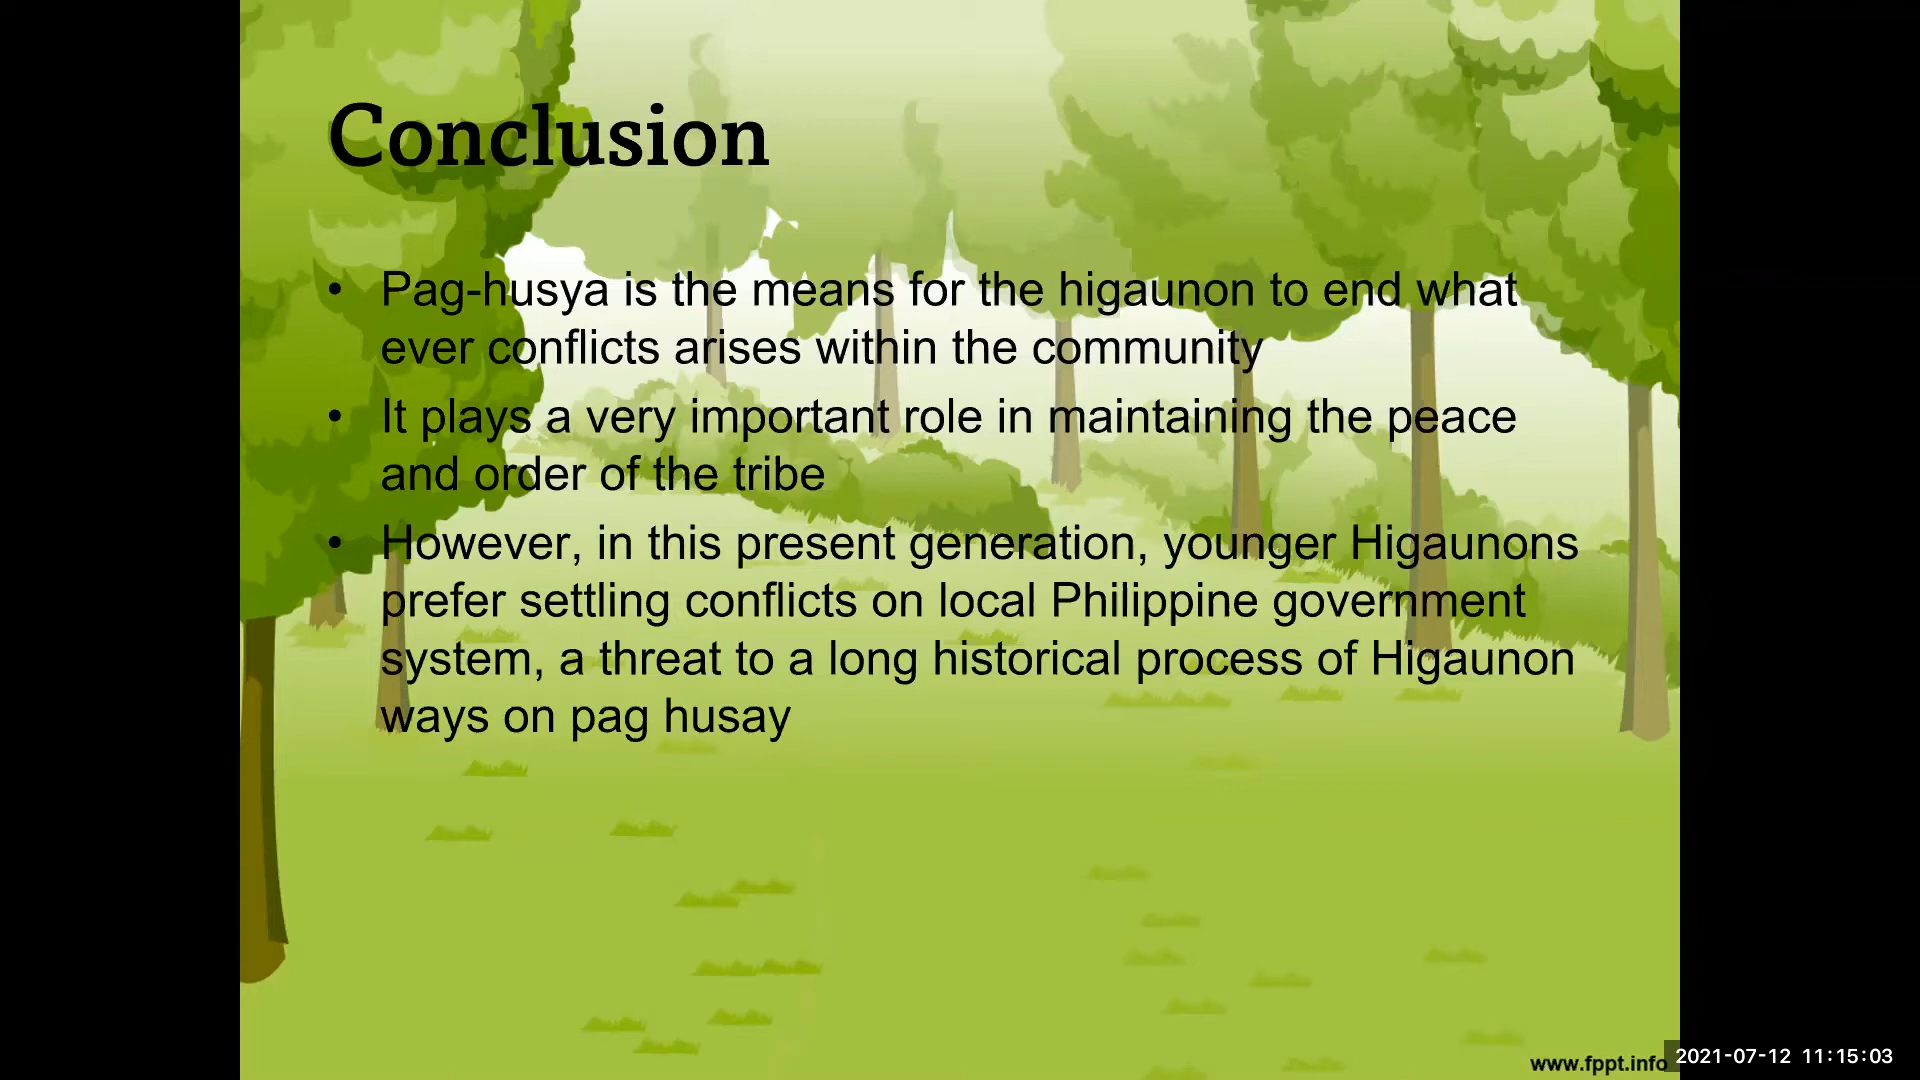 Conclusion
• Pag-husya is the means for the higaunon to end what
ever conflicts arises within the community
• It plays a very important role in maintaining the peace
and order of the tribe
• However, in this present generation, younger Higaunons
prefer settling conflicts on local Philippine government
system, a threat to a long historical process of Higaunon
ways on pag husay
www.fppt.info
2021-07-12 11:15:03